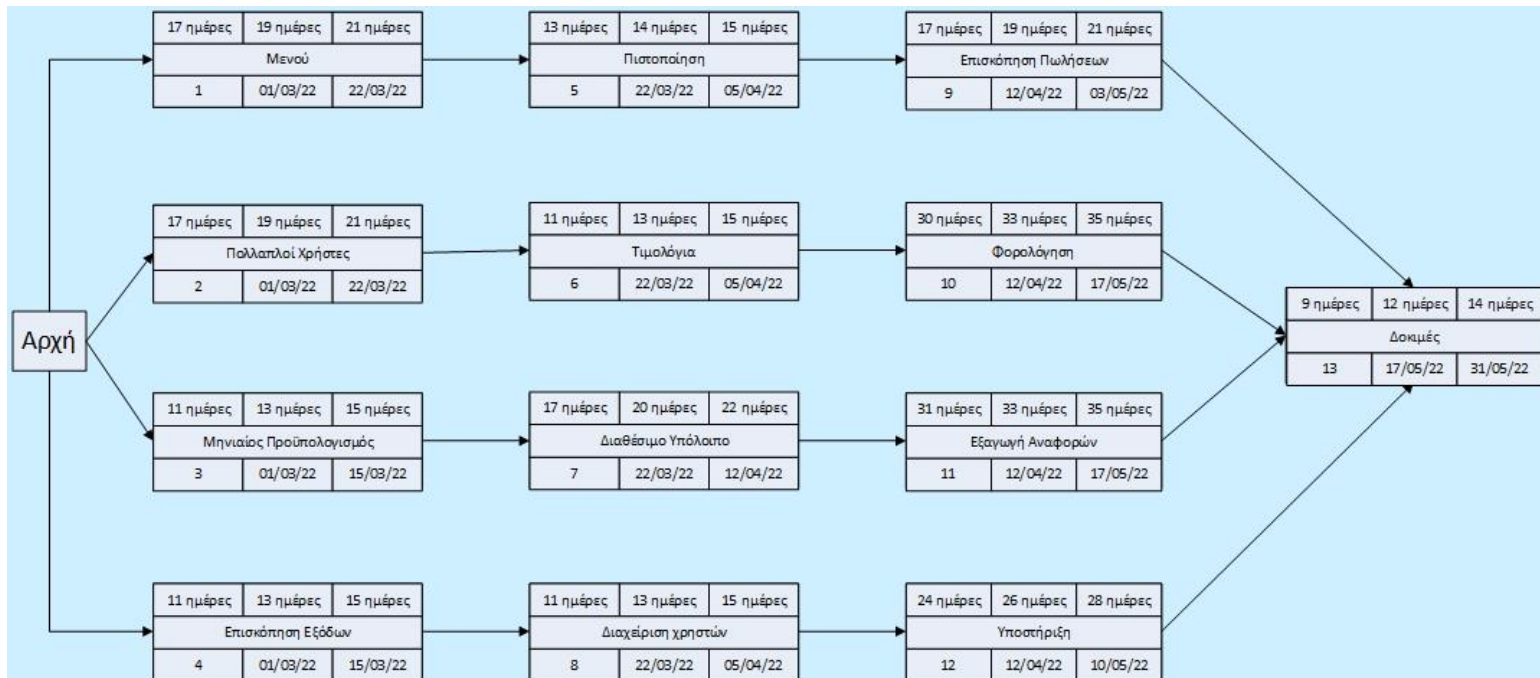 17 ημέρες 19 ημέρες 21 ημέρες
Μενού
1 01/03/22 22/03/22
13 ημέρες 14 ημέρες 15 ημέρες
Πιστοποίηση
5 22/03/22 05/04/22
17 ημέρες 19 ημέρες 21 ημέρες
Επισκόπηση Πωλήσεων
9 12/04/22 03/05/22
17 ημέρες 19 ημέρες 21 ημέρες
Πολλαπλοί Χρήστες
2 01/03/22 22/03/22
11 ημέρες 13 ημέρες 15 ημέρες
Τιμολόγια
6 22/03/22 05/04/22
30 ημέρες 33 ημέρες 35 ημέρες
Φορολόγηση
10 12/04/22 17/05/22
Αρχή
9 ημέρες 12 ημέρες 14 ημέρες
Δοκιμές
13 17/05/22 31/05/22
11 ημέρες 13 ημέρες 15 ημέρες
Μηνιαίος Προϋπολογισμός
3 01/03/22 15/03/22
17 ημέρες 20 ημέρες 22 ημέρες
Διαθέσιμο Υπόλοιπο
7 22/03/22 12/04/22
31 ημέρες 33 ημέρες 35 ημέρες
Εξαγωγή Αναφορών
11 12/04/22 17/05/22
11 ημέρες 13 ημέρες 15 ημέρες
Επισκόπηση Εξόδων
4 01/03/22 15/03/22
11 ημέρες 13 ημέρες 15 ημέρες
Διαχείριση χρηστών
8 22/03/22 05/04/22
24 ημέρες 26 ημέρες 28 ημέρες
Υποστήριξη
12 12/04/22 10/05/22